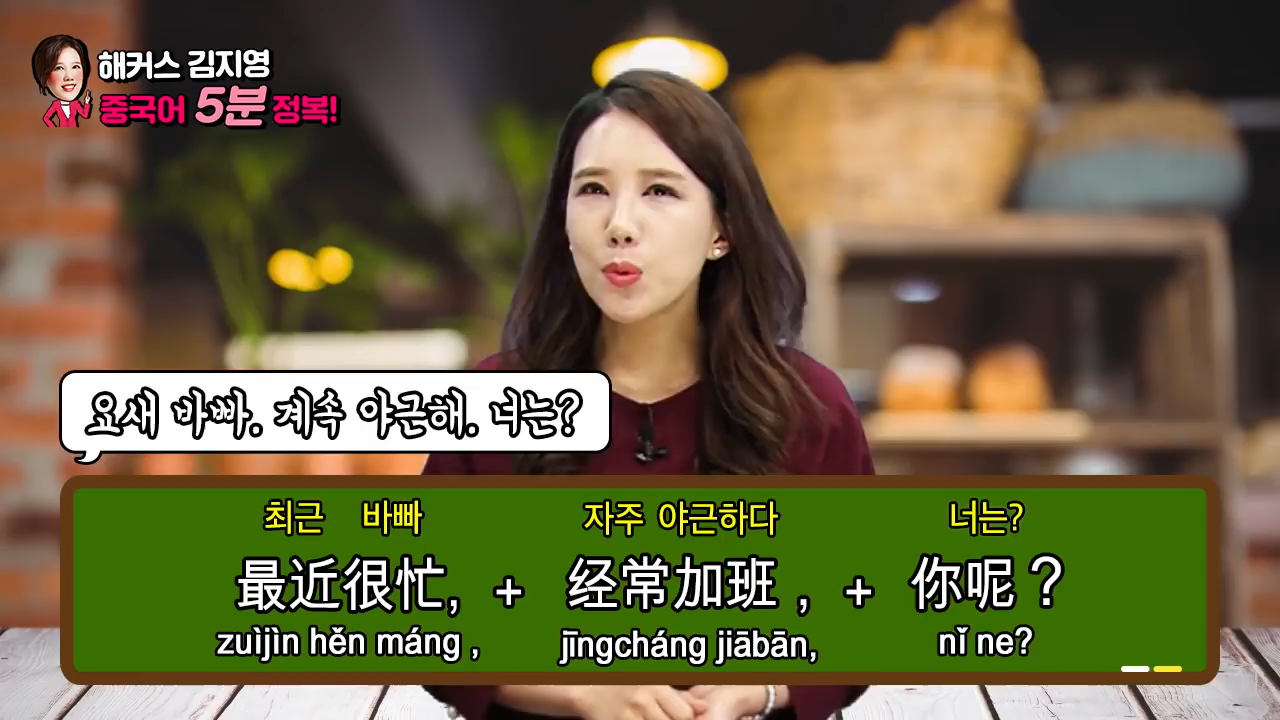 해커스 김지영
중국어 5분 정복!
요새 바빠. 계속 야근해. 너는?
최근 바빠 자주 야근하다 너는?
最近很忙, + 经常加班, + 你呢？
zuìjìn hěn máng , jīngcháng jiābān, nǐ ne?